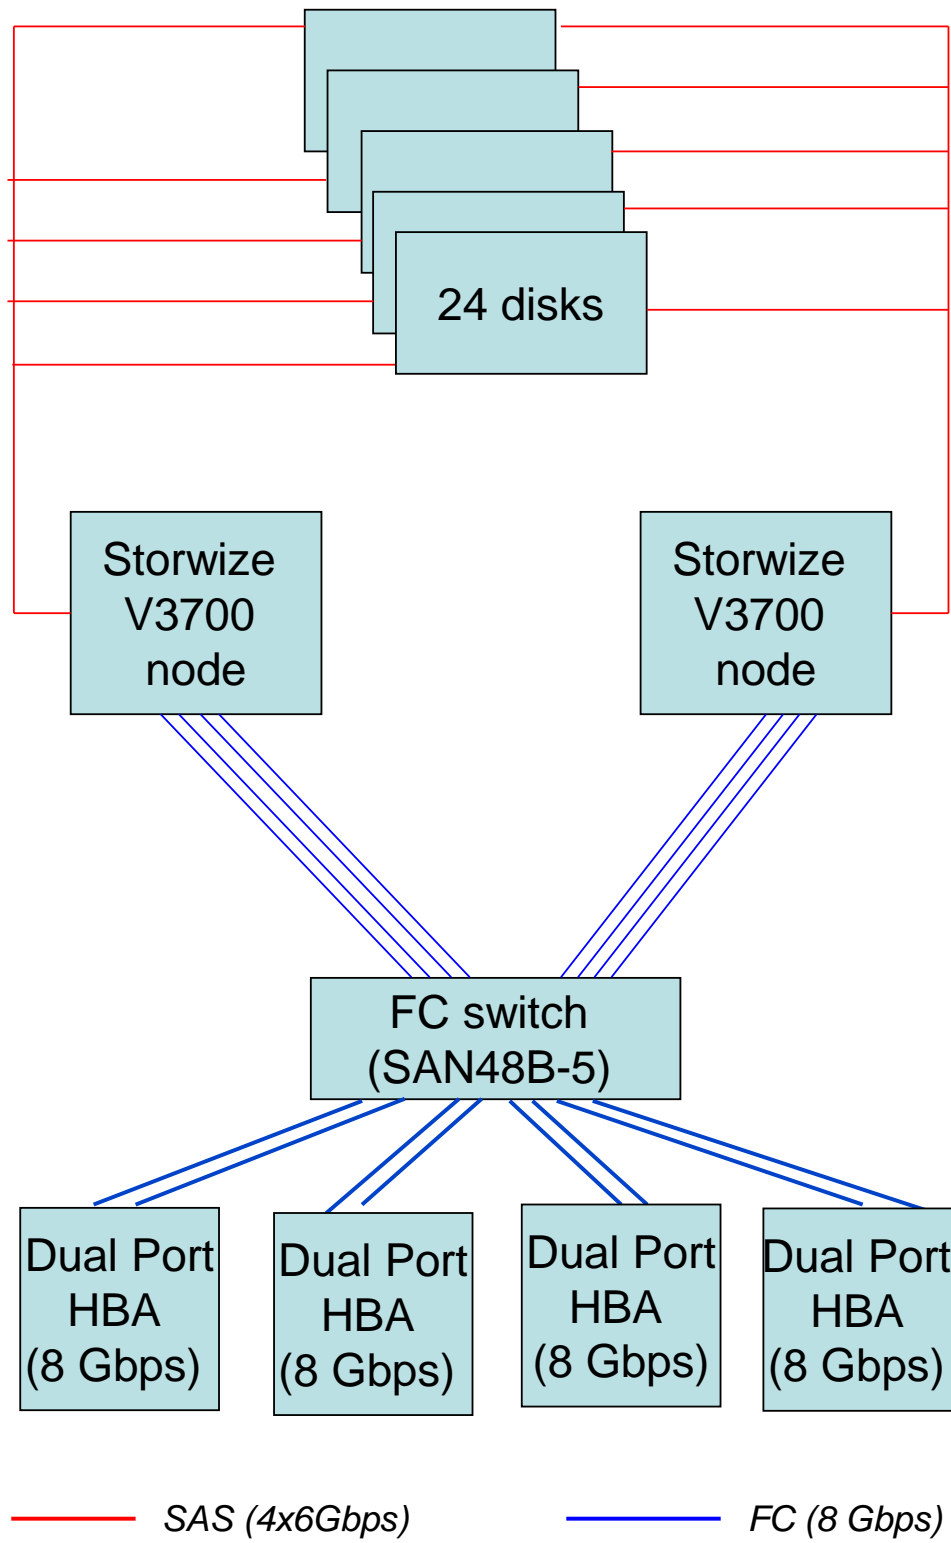 24 disks
Storwize
V3700
node
Storwize
V3700
node
FC switch
(SAN48B-5)
Dual Port
HBA
(8 Gbps)
Dual Port
HBA
(8 Gbps)
Dual Port
HBA
(8 Gbps)
Dual Port
HBA
(8 Gbps)
SAS (4x6Gbps)
FC (8 Gbps)